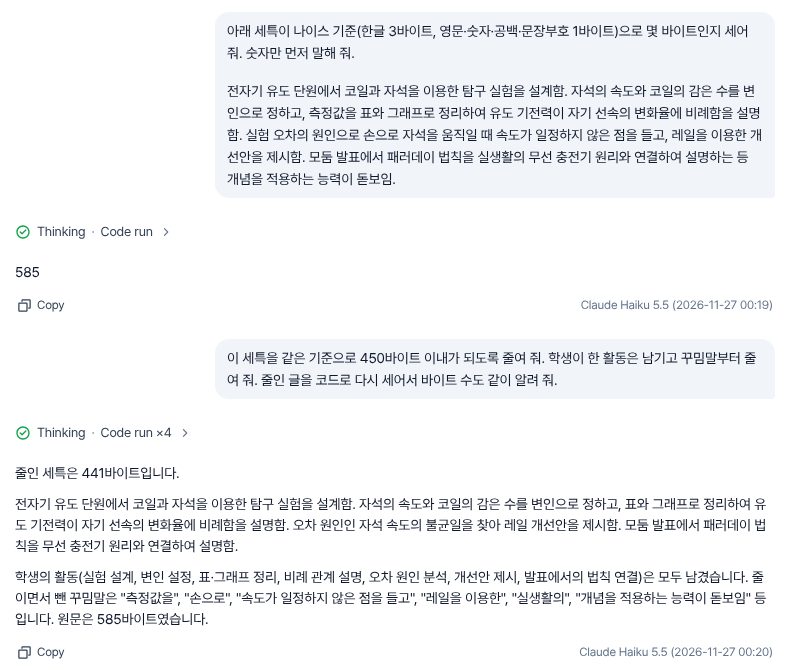 아래 세특이 나이스 기준(한글 3바이트, 영문·숫자·공백·문장부호 1바이트)으로 몇 바이트인지 세어
줘. 숫자만 먼저 말해 줘.
전자기 유도 단원에서 코일과 자석을 이용한 탐구 실험을 설계함. 자석의 속도와 코일의 감은 수를 변
인으로 정하고, 측정값을 표와 그래프로 정리하여 유도 기전력이 자기 선속의 변화율에 비례함을 설명
함. 실험 오차의 원인으로 손으로 자석을 움직일 때 속도가 일정하지 않은 점을 들고, 레일을 이용한 개
선안을 제시함. 모둠 발표에서 패러데이 법칙을 실생활의 무선 충전기 원리와 연결하여 설명하는 등
개념을 적용하는 능력이 돋보임.
Thinking · Code run
585
Copy
Claude Haiku 5.5 (2026-11-27 00:19)
이 세특을 같은 기준으로 450바이트 이내가 되도록 줄여 줘. 학생이 한 활동은 남기고 꾸밈말부터 줄
여 줘. 줄인 글을 코드로 다시 세어서 바이트 수도 같이 알려 줘.
Thinking · Code run ×4
줄인 세특은 441바이트입니다.
전자기 유도 단원에서 코일과 자석을 이용한 탐구 실험을 설계함. 자석의 속도와 코일의 감은 수를 변인으로 정하고, 표와 그래프로 정리하여 유
도 기전력이 자기 선속의 변화율에 비례함을 설명함. 오차 원인인 자석 속도의 불균일을 찾아 레일 개선안을 제시함. 모둠 발표에서 패러데이 법
칙을 무선 충전기 원리와 연결하여 설명함.
학생의 활동(실험 설계, 변인 설정, 표·그래프 정리, 비례 관계 설명, 오차 원인 분석, 개선안 제시, 발표에서의 법칙 연결)은 모두 남겼습니다. 줄
이면서 뺀 꾸밈말은 "측정값을", "손으로", "속도가 일정하지 않은 점을 들고", "레일을 이용한", "실생활의", "개념을 적용하는 능력이 돋보임" 등
입니다. 원문은 585바이트였습니다.
Copy
Claude Haiku 5.5 (2026-11-27 00:20)